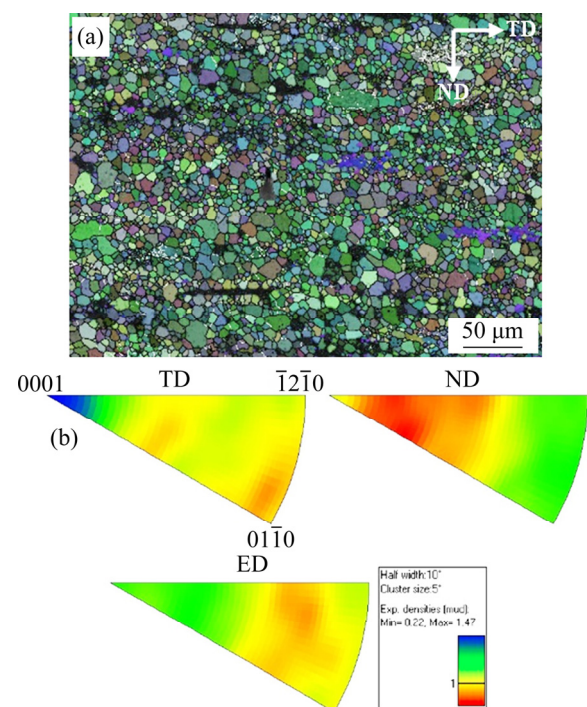 (a)
TD
ND
50 μm
0001
TD
1̅21̅0
ND
(b)
011̅0
ED
Half width:10°
Cluster size:5°
Exp. densities (mud):
Min= 0.22, Max= 1.47
1